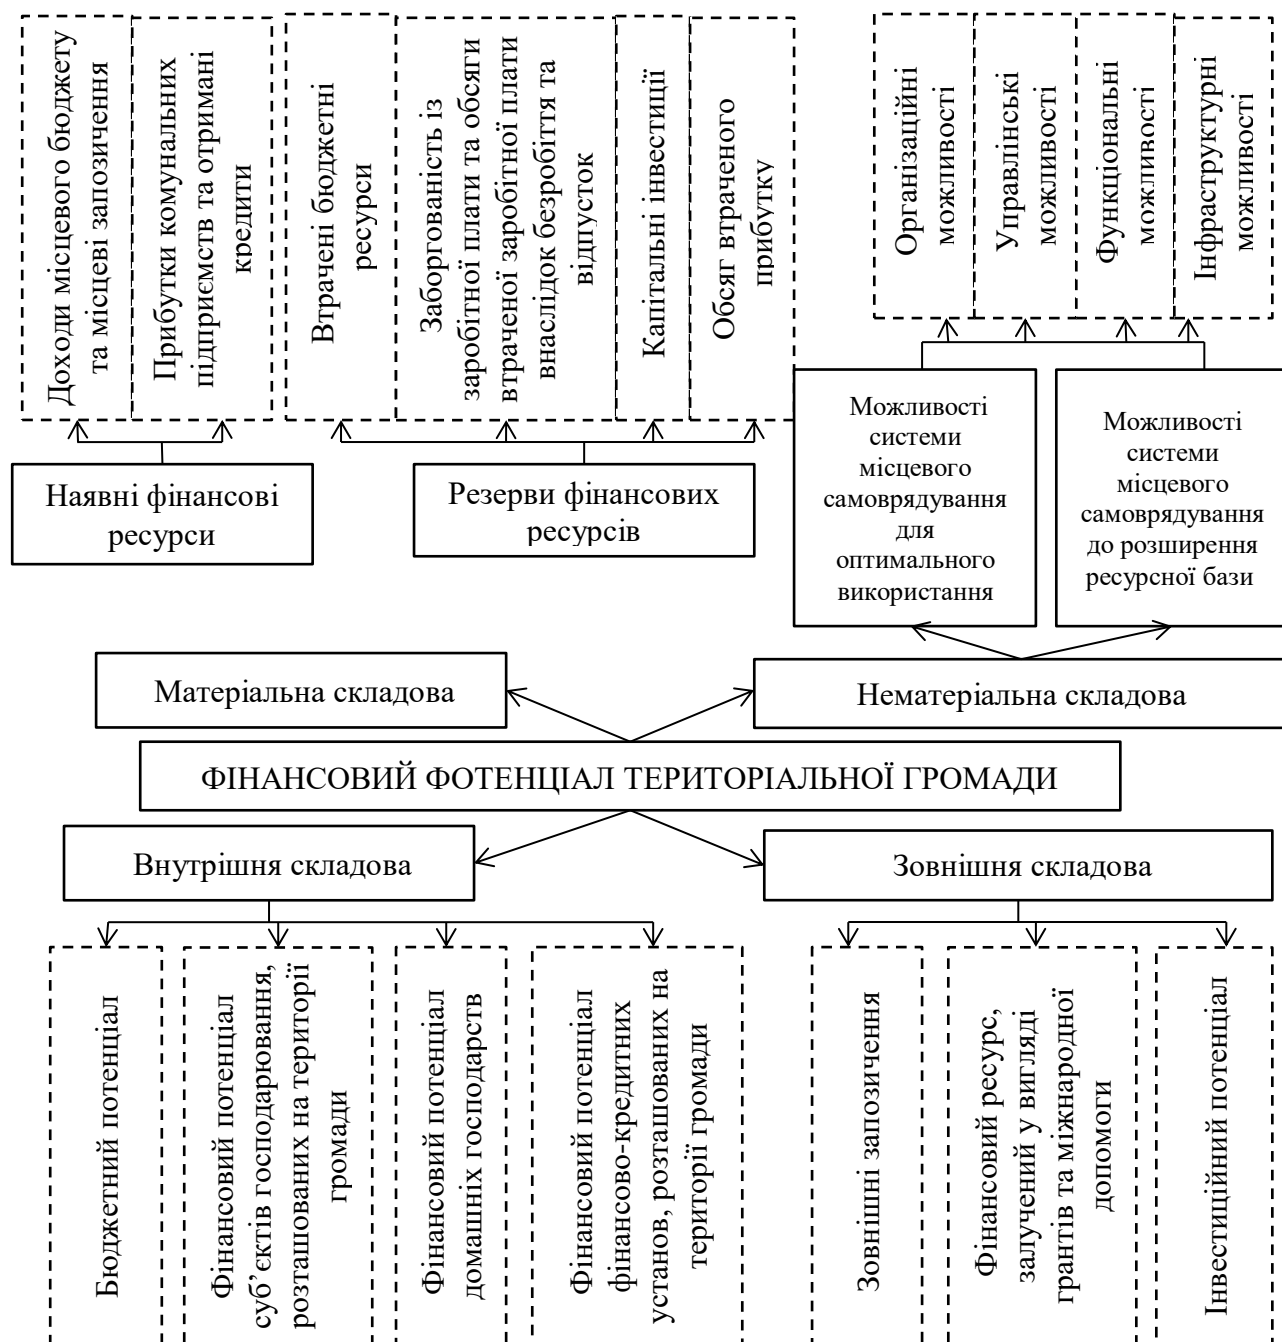 Доходи місцевого бюджету
та місцеві запозичення
Прибутки комунальних
підприємств та отримані
кредити
Втрачені бюджетні
ресурси
Заборгованість із
заробітної плати та обсяги
втраченої заробітної плати
внаслідок безробіття та
відпусток
Капітальні інвестиції
Обсяг втраченого
прибутку
Організаційні
можливості
Управлінські
можливості
Функціональні
можливості
Інфраструктурні
можливості
Наявні фінансові
ресурси
Резерви фінансових
ресурсів
Можливості
системи
місцевого
самоврядування
для
оптимального
використання
Можливості
системи
місцевого
самоврядування
до розширення
ресурсної бази
Матеріальна складова
Нематеріальна складова
ФІНАНСОВИЙ ФОТЕНЦІАЛ ТЕРИТОРІАЛЬНОЇ ГРОМАДИ
Внутрішня складова
Зовнішня складова
Бюджетний потенціал
Фінансовий потенціал
суб’єктів господарювання,
розташованих на території
громади
Фінансовий потенціал
домашніх господарств
Фінансовий потенціал
фінансово-кредитних
установ, розташованих на
території громади
Зовнішні запозичення
Фінансовий ресурс,
залучений у вигляді
грантів та міжнародної
допомоги
Інвестиційний потенціал